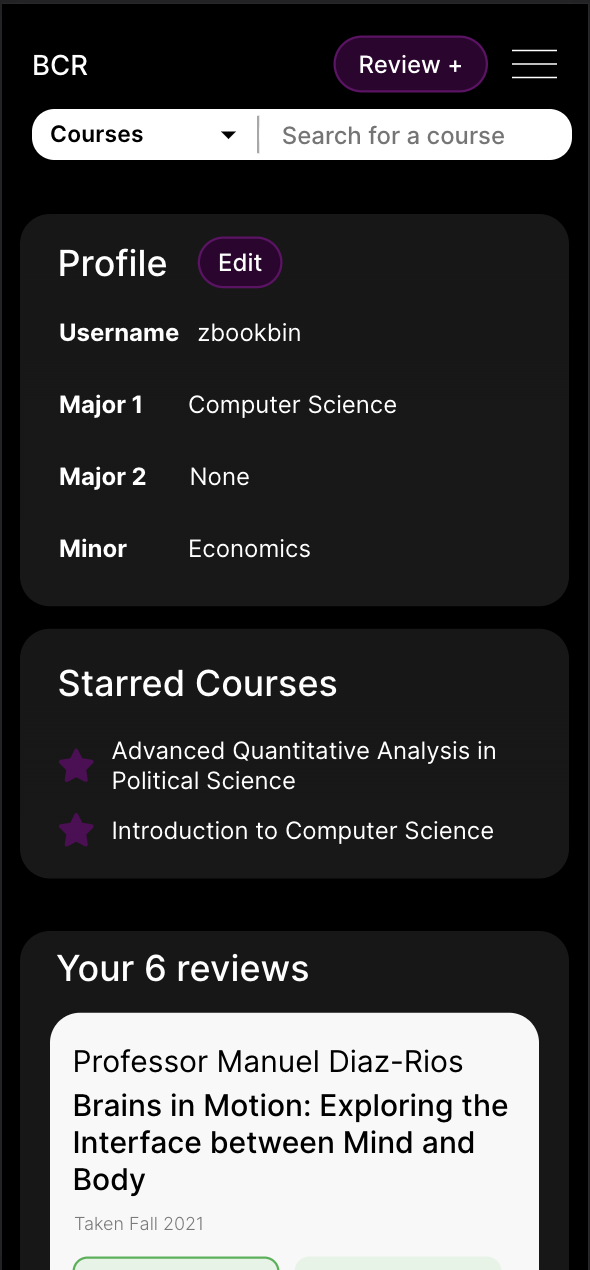 BCR
Review +
Courses
Search for a course
Profile
Edit
Username zbookbin
Major 1 Computer Science
Major 2 None
Minor Economics
Starred Courses
Advanced Quantitative Analysis in
Political Science
Introduction to Computer Science
Your 6 reviews
Professor Manuel Diaz-Rios
Brains in Motion: Exploring the
Interface between Mind and
Body
Taken Fall 2021